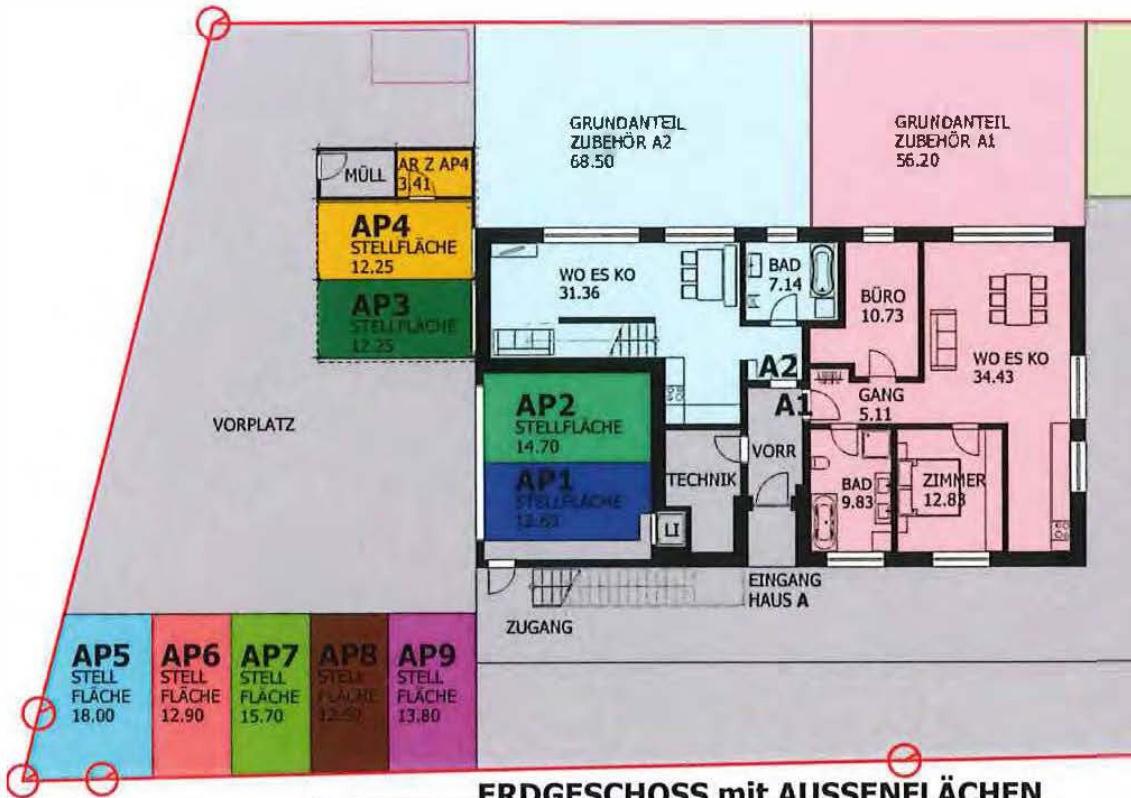 GRUNDANTEIL
ZUBEHÖR A2
68.50
GRUNDANTEIL
ZUBEHÖR A1
56.20
MÜLL
AR Z AP4
3.41
AP4
STELLFLÄCHE
12.25
AP3
STELLFLÄCHE
12.25
WO ES KO
31.36
BAD
7.14
BÜRO
10.73
WO ES KO
34.43
A2
A1
GANG
5.11
VORPLATZ
AP2
STELLFLÄCHE
14.70
AP1
STELLFLÄCHE
TECHNIK
VORR
BAD
9.83
ZIMMER
12.83
LI
EINGANG
HAUS A
ZUGANG
AP5
STELL
FLÄCHE
18.00
AP6
STELL
FLÄCHE
12.90
AP7
STELL
FLÄCHE
15.70
AP8
STELL
FLÄCHE
AP9
STELL
FLÄCHE
13.80
ERDGESCHOSS mit AUSSENFLÄCHEN